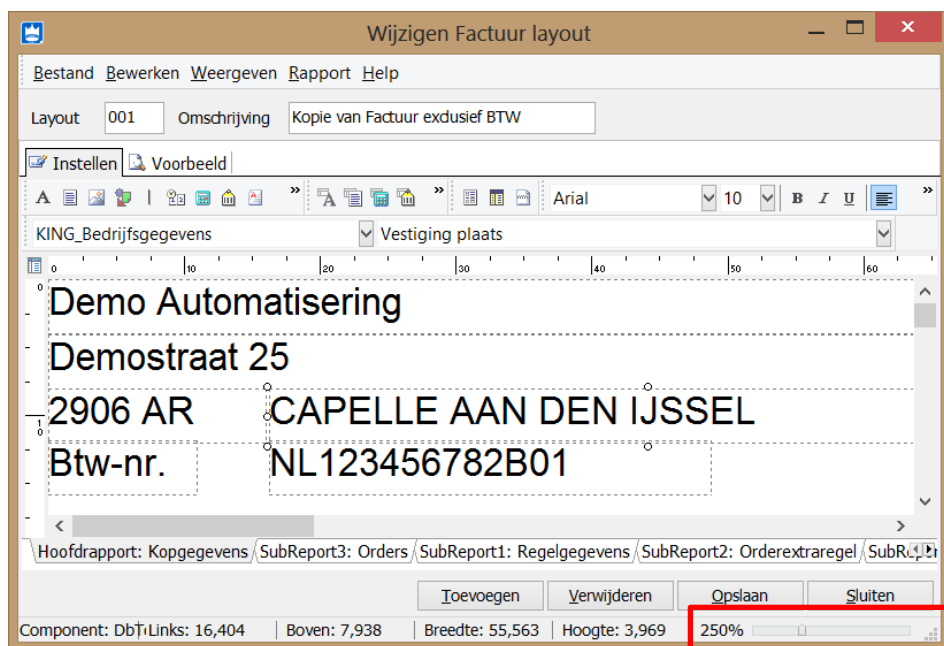 Wijzigen Factuur layout
Bestand Bewerken Weergeven Rapport Help
Layout 001 Omschrijving Kopie van Factuur exclusief BTW
Instellen Voorbeeld
Arial 10 B I U
KING_Bedrijfsgegevens Vestiging plaats
0 10 20 30 40 50 60
Demo Automatisering
Demostraat 25
2906 AR CAPELLE AAN DEN IJSSEL
Btw-nr. NL123456782B01
Hoofdrapport: Kopgegevens SubReport3: Orders SubReport1: Regelgegevens SubReport2: Orderextraregel
Toevoegen Verwijderen Opslaan Sluiten
Component: Links: 16,404 Boven: 7,938 Breedte: 55,563 Hoogte: 3,969 250%